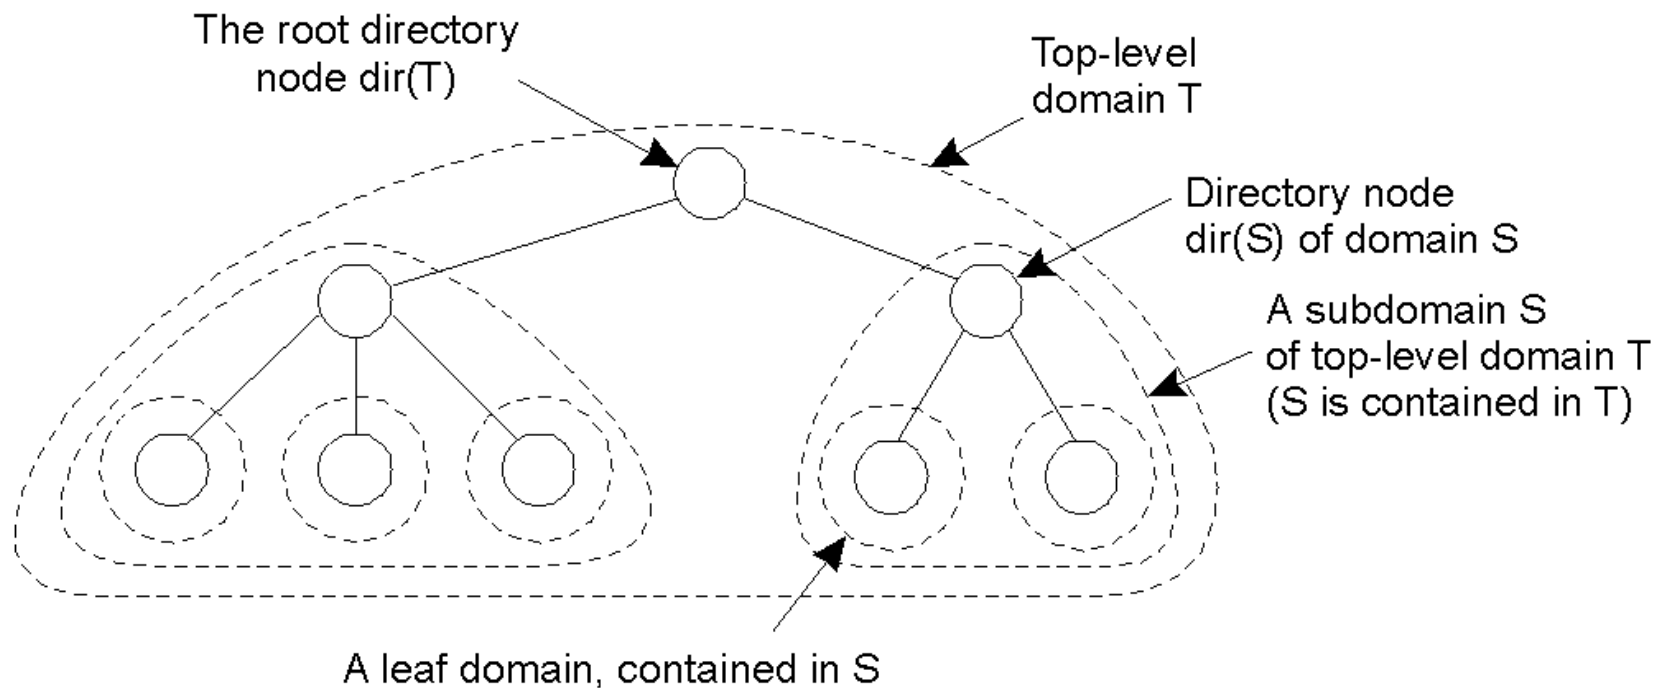 The root directory
node dir(T)
Top-level
domain T
Directory node
dir(S) of domain S
A subdomain S
of top-level domain T
(S is contained in T)
A leaf domain, contained in S